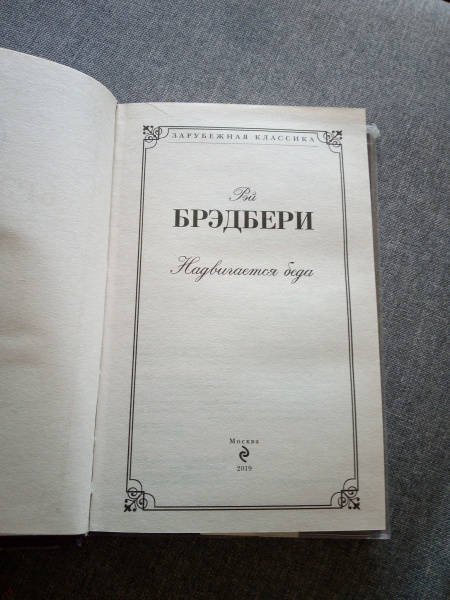 ЗАРУБЕЖНАЯ КЛАССИКА
Рэй
БРЭДБЕРИ
Надвигается беда
Москва
2019